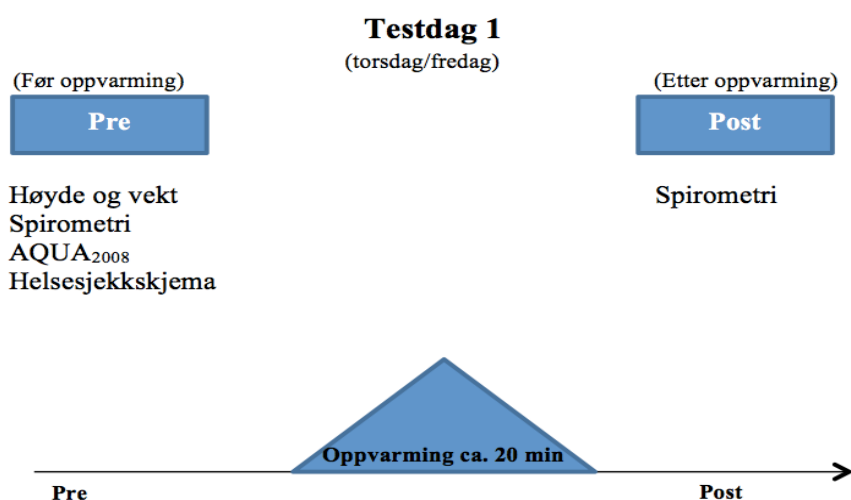 Testdag 1
(torsdag/fredag)
(Før oppvarming)
Pre
(Etter oppvarming)
Post
Høyde og vekt
Spirometri
AQUA2008
Helsesjekkskjema
Spirometri
Oppvarming ca. 20 min
Pre
Post